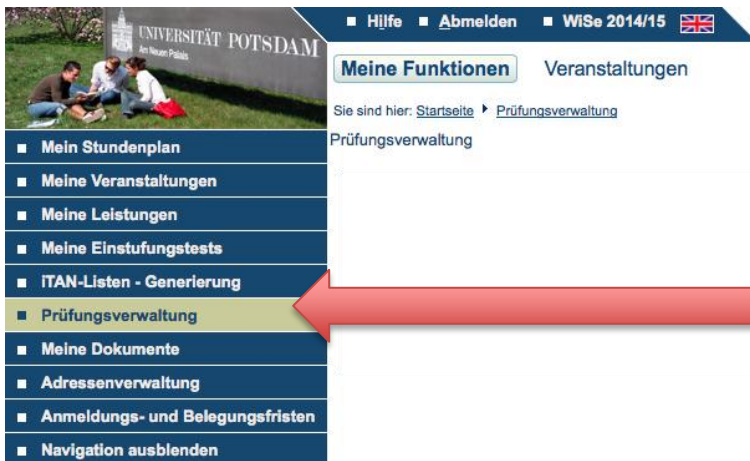 UNIVERSITÄT POTSDAM
Am Neuen Palais
Hilfe Abmelden WiSe 2014/15
Meine Funktionen Veranstaltungen
Sie sind hier: Startseite Prüfungsverwaltung
Prüfungsverwaltung
Mein Stundenplan
Meine Veranstaltungen
Meine Leistungen
Meine Einstufungstests
iTAN-Listen - Generierung
Prüfungsverwaltung
Meine Dokumente
Adressenverwaltung
Anmeldungs- und Belegungsfristen
Navigation ausblenden